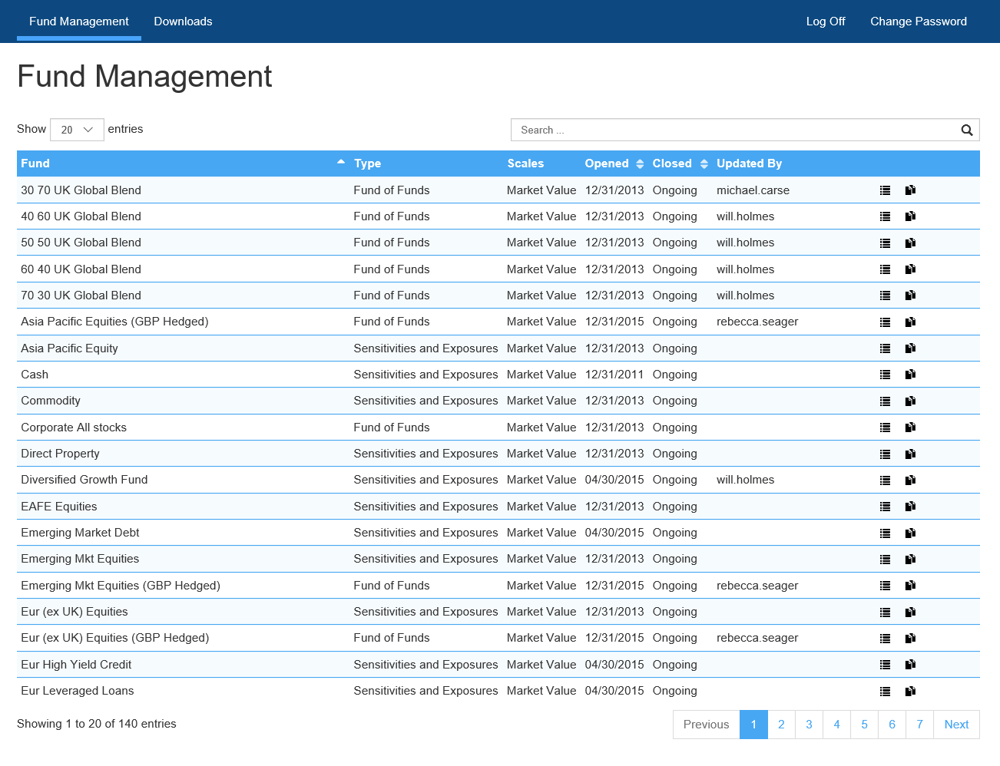 Fund Management Downloads Log Off Change Password
Fund Management
Show 20 entries Search ...
Fund Type Scales Opened Closed Updated By
30 70 UK Global Blend Fund of Funds Market Value 12/31/2013 Ongoing michael.carse
40 60 UK Global Blend Fund of Funds Market Value 12/31/2013 Ongoing will.holmes
50 50 UK Global Blend Fund of Funds Market Value 12/31/2013 Ongoing will.holmes
60 40 UK Global Blend Fund of Funds Market Value 12/31/2013 Ongoing will.holmes
70 30 UK Global Blend Fund of Funds Market Value 12/31/2013 Ongoing will.holmes
Asia Pacific Equities (GBP Hedged) Fund of Funds Market Value 12/31/2015 Ongoing rebecca.seager
Asia Pacific Equity Sensitivities and Exposures Market Value 12/31/2013 Ongoing
Cash Sensitivities and Exposures Market Value 12/31/2011 Ongoing
Commodity Sensitivities and Exposures Market Value 12/31/2013 Ongoing
Corporate All stocks Fund of Funds Market Value 12/31/2013 Ongoing
Direct Property Sensitivities and Exposures Market Value 12/31/2013 Ongoing
Diversified Growth Fund Sensitivities and Exposures Market Value 04/30/2015 Ongoing will.holmes
EAFE Equities Sensitivities and Exposures Market Value 12/31/2013 Ongoing
Emerging Market Debt Sensitivities and Exposures Market Value 04/30/2015 Ongoing
Emerging Mkt Equities Sensitivities and Exposures Market Value 12/31/2013 Ongoing
Emerging Mkt Equities (GBP Hedged) Fund of Funds Market Value 12/31/2015 Ongoing rebecca.seager
Eur (ex UK) Equities Sensitivities and Exposures Market Value 12/31/2013 Ongoing
Eur (ex UK) Equities (GBP Hedged) Fund of Funds Market Value 12/31/2015 Ongoing rebecca.seager
Eur High Yield Credit Sensitivities and Exposures Market Value 04/30/2015 Ongoing
Eur Leveraged Loans Sensitivities and Exposures Market Value 04/30/2015 Ongoing
Showing 1 to 20 of 140 entries Previous 1 2 3 4 5 6 7 Next